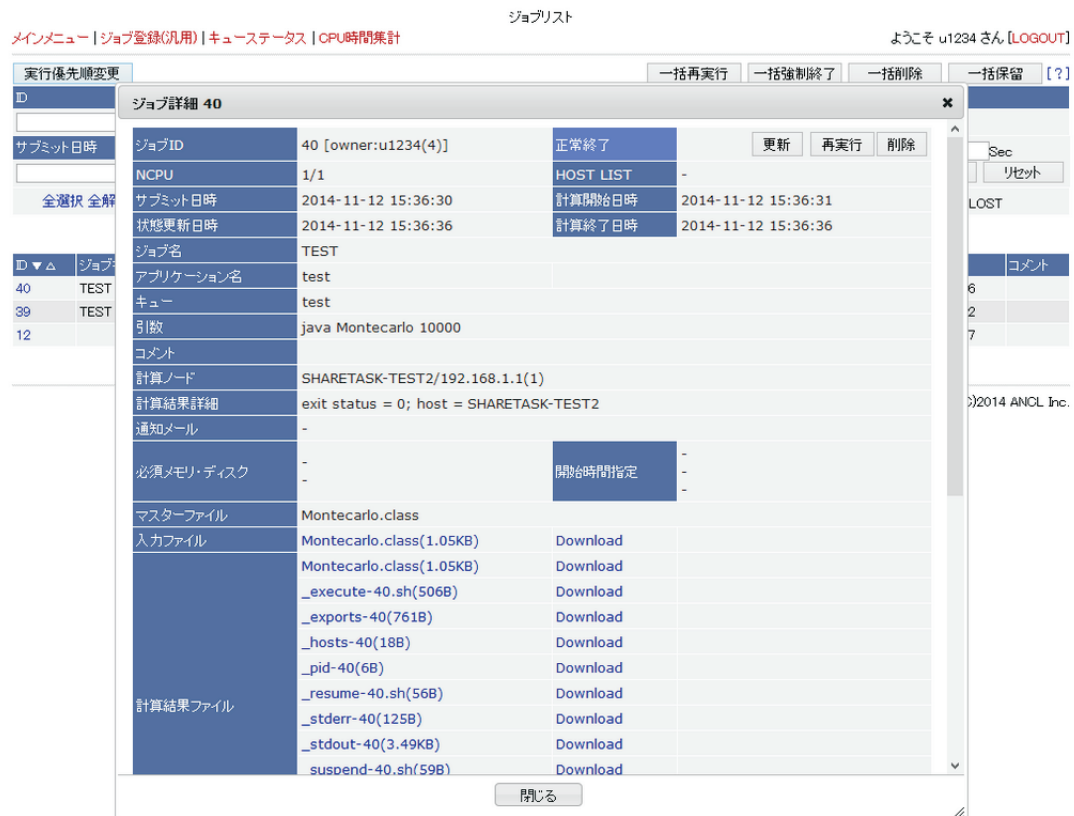 ジョブリスト
メインメニュー | ジョブ登録(汎用) | キューステータス | CPU時間集計
ようこそ u1234 さん [LOGOUT]
実行優先順変更 一括再実行 一括強制終了 一括削除 一括保留 [?]
ID
サブミット日時
Sec
リセット
全選択 全解
LOST
ID▼△ ジョブ
コメント
40 TEST 6
39 TEST 2
12 7
)2014 ANCL Inc.
ジョブ詳細 40 ✖
ジョブID 40 [owner:u1234(4)] 正常終了 更新 再実行 削除
NCPU 1/1 HOST LIST -
サブミット日時 2014-11-12 15:36:30 計算開始日時 2014-11-12 15:36:31
状態更新日時 2014-11-12 15:36:36 計算終了日時 2014-11-12 15:36:36
ジョブ名 TEST
アプリケーション名 test
キュー test
引数 java Montecarlo 10000
コメント
計算ノード SHARETASK-TEST2/192.168.1.1(1)
計算結果詳細 exit status = 0; host = SHARETASK-TEST2
通知メール -
必須メモリ・ディスク - - 開始時間指定 - - -
マスターファイル Montecarlo.class
入力ファイル Montecarlo.class(1.05KB) Download
計算結果ファイル
Montecarlo.class(1.05KB) Download
_execute-40.sh(506B) Download
_exports-40(761B) Download
_hosts-40(18B) Download
_pid-40(6B) Download
_resume-40.sh(56B) Download
_stderr-40(125B) Download
_stdout-40(3.49KB) Download
_suspend-40.sh(59B) Download
閉じる